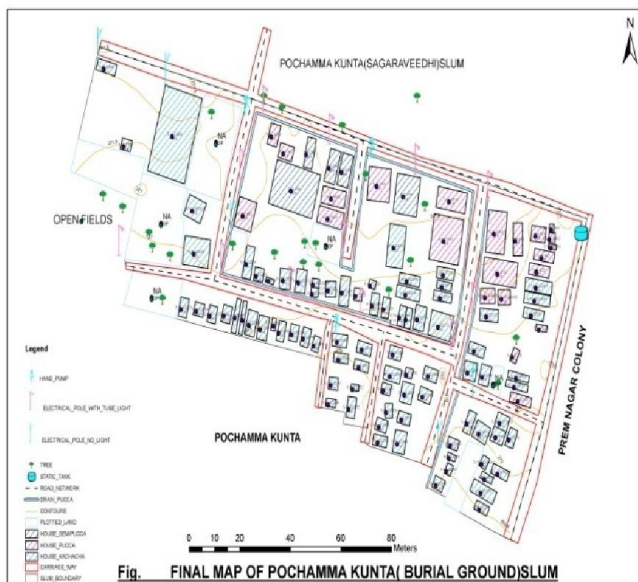 N
POCHAMMA KUNTA(SAGARAVEEDHI)SLUM
NA
NA
NA
NA
NA
OPEN FIELDS
PREM NAGAR COLONY
POCHAMMA KUNTA
Legend
HAND_PUMP
ELECTRICAL_POLE_WITH_TUBE_LIGHT
ELECTRICAL_POLE_NO_LIGHT
TREE
STATIC_TANK
ROAD_NETWORK
DRAIN_PUCCA
CONTOURS
PLOTTED_LAND
HOUSE_SEMIPUCCA
HOUSE_PUCCA
HOUSE_KACHACHA
CARRIAGE_WAY
SLUM_BOUNDARY
0 20 40 60 80
Meters
Fig. FINAL MAP OF POCHAMMA KUNTA( BURIAL GROUND)SLUM